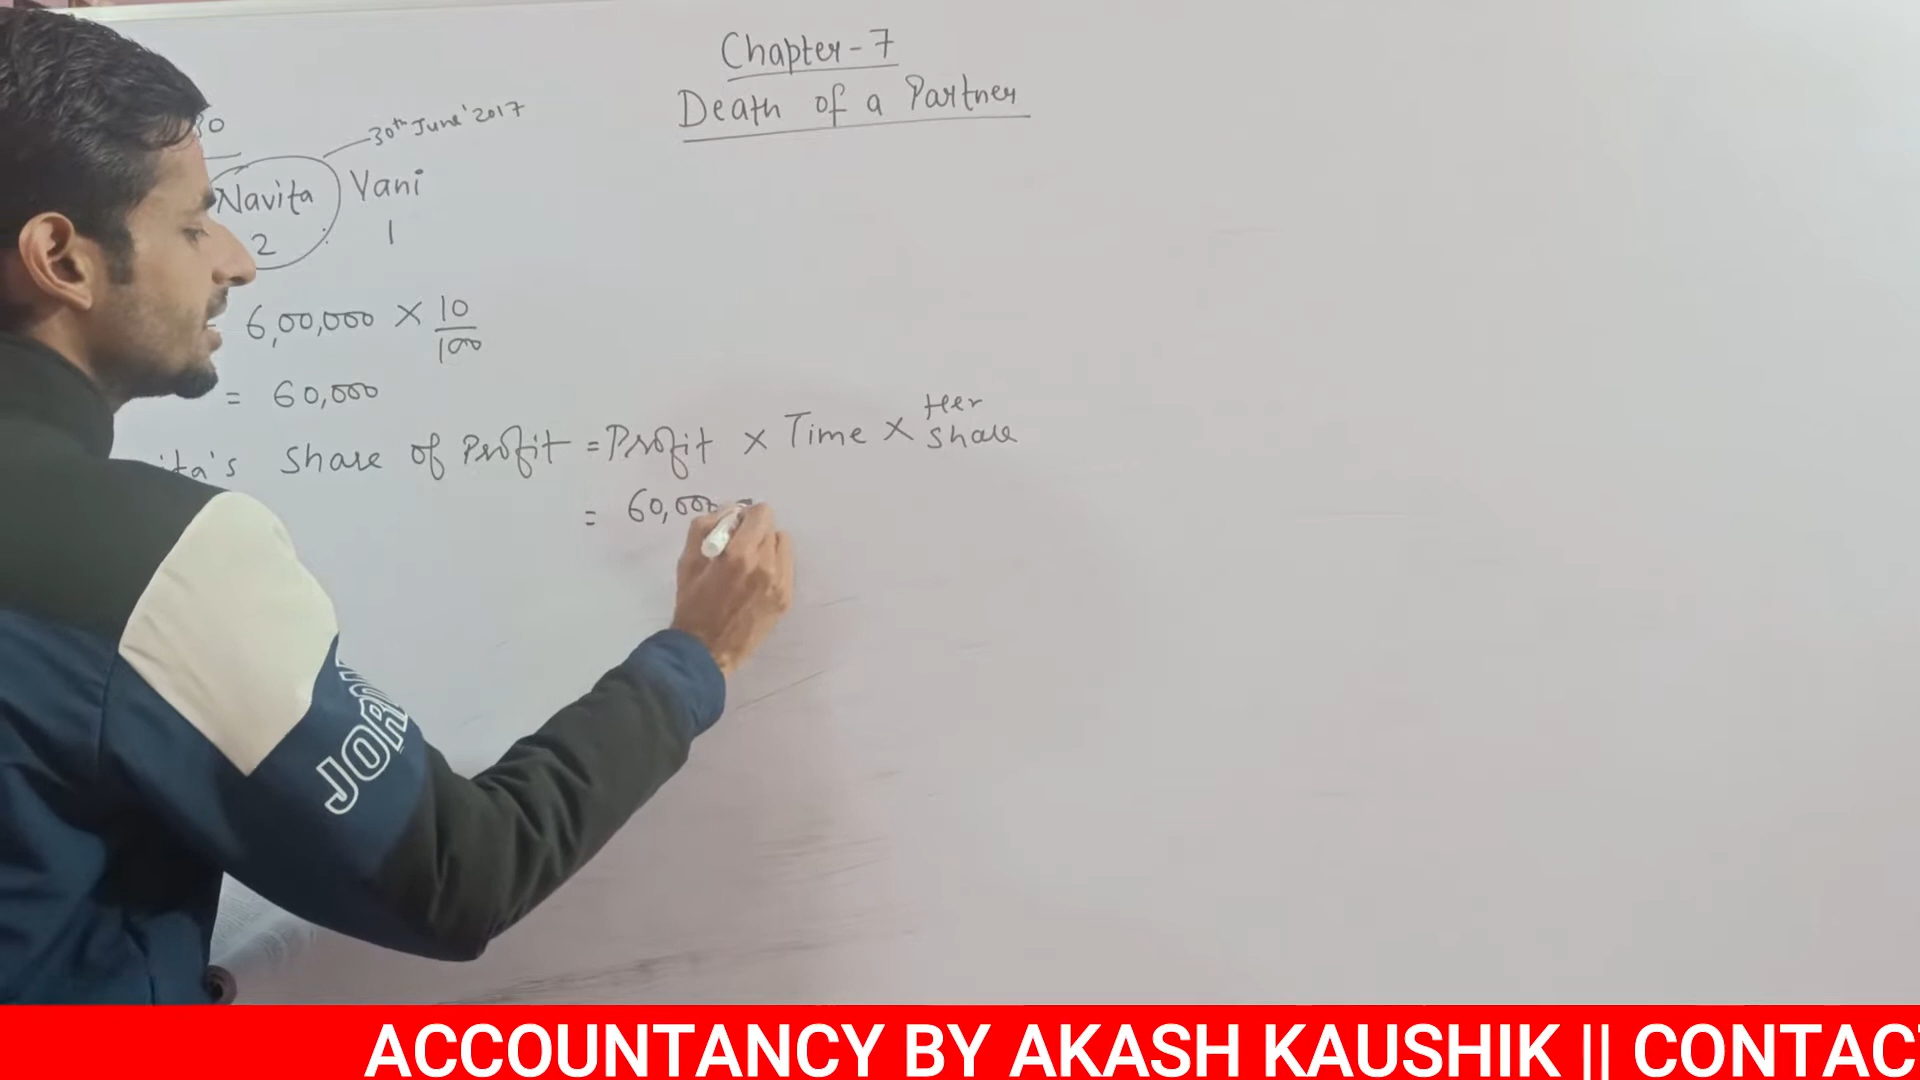 Chapter-7
Death of a Partner
30th June'2017
Navita Vani
2 1
6,00,000 × 10/100
= 60,000
Share of Profit = Profit × Time × Her Share
= 60,000
ACCOUNTANCY BY AKASH KAUSHIK || CONTAC